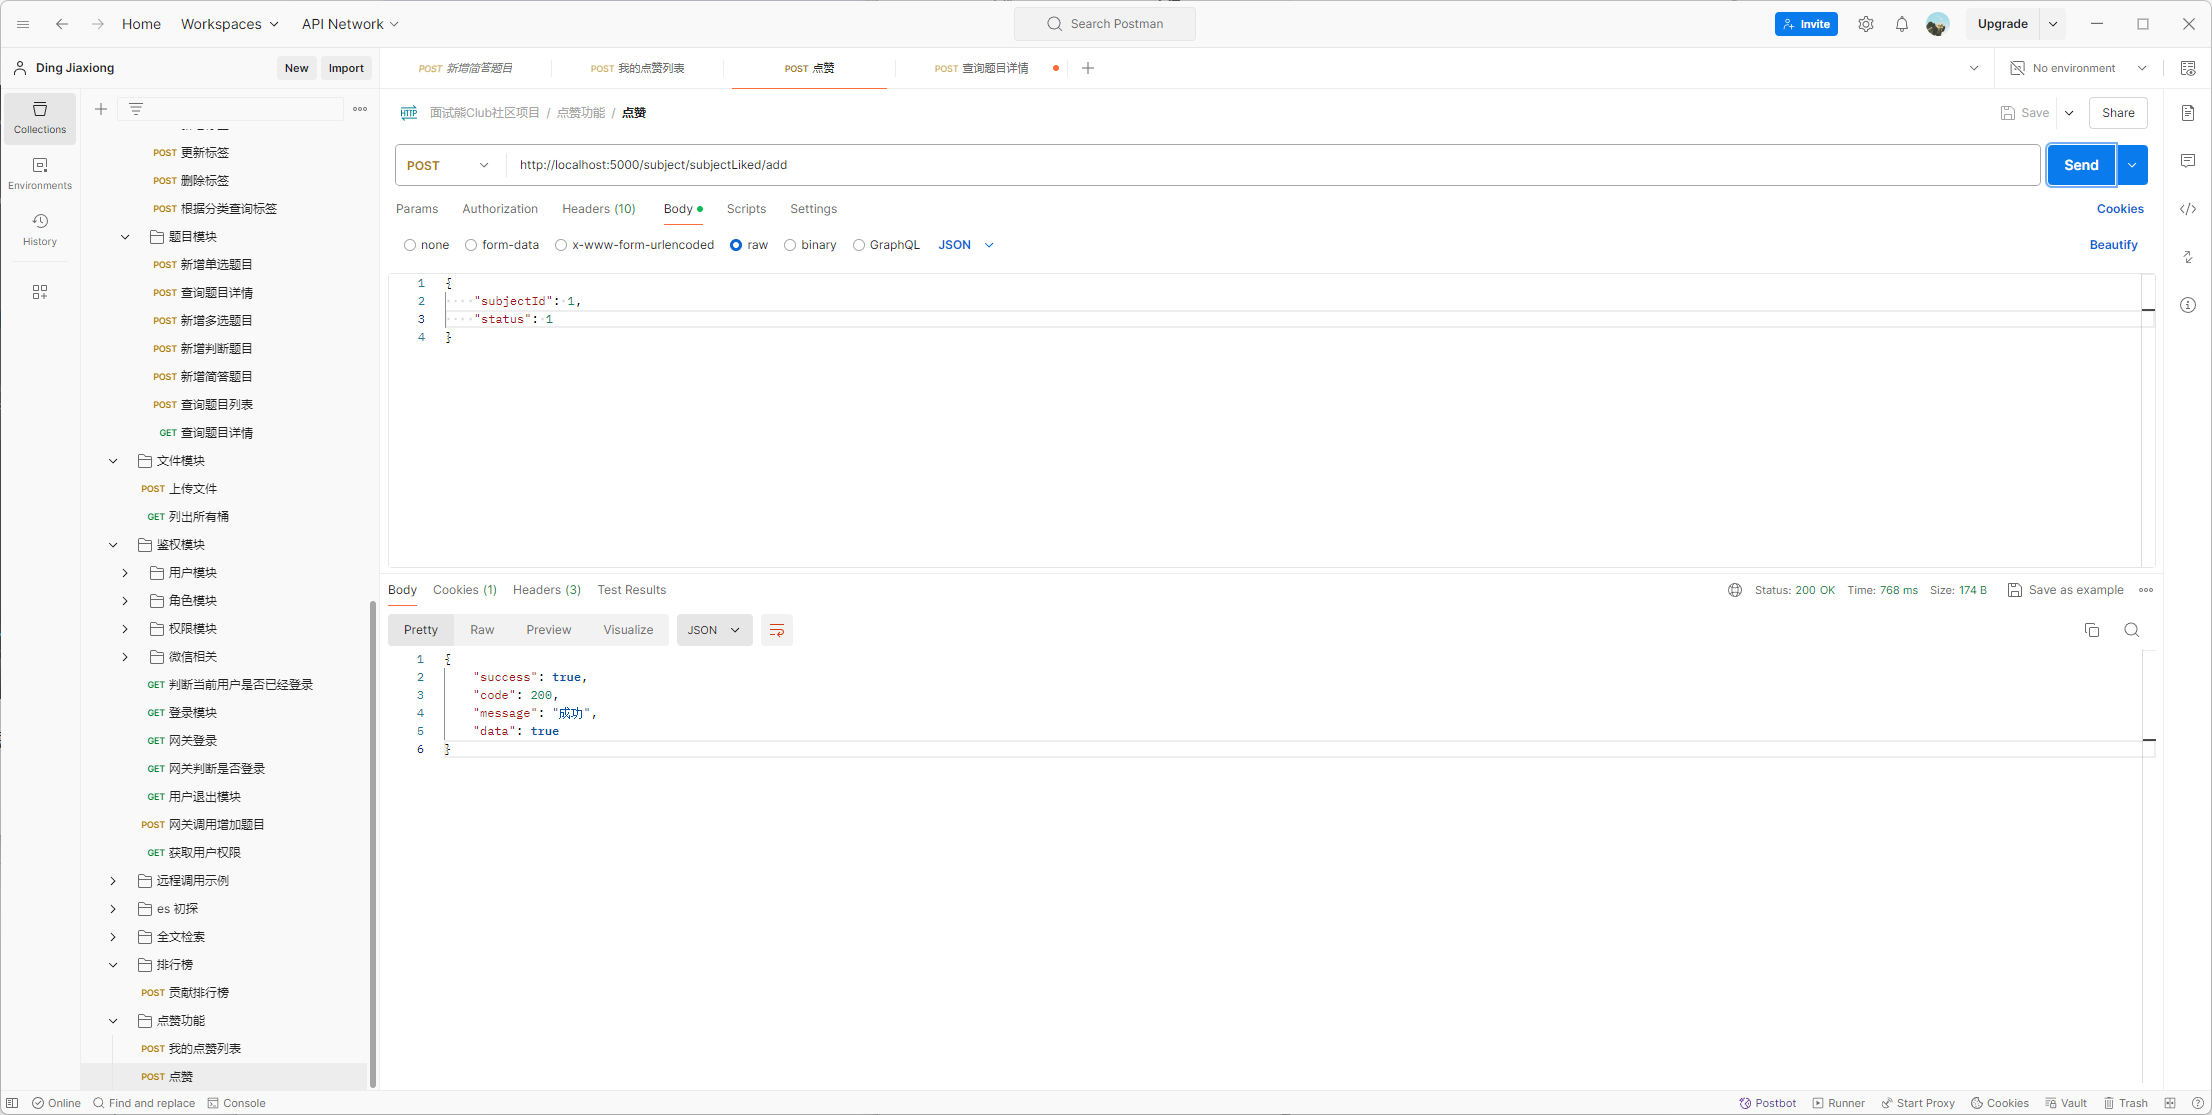 Home Workspaces API Network Search Postman Invite Upgrade
Ding Jiaxiong New Import
POST 新增简答题目 POST 我的点赞列表 POST 点赞 POST 查询题目详情 No environment
Collections
Environments
History
POST 更新标签
POST 删除标签
POST 根据分类查询标签
题目模块
POST 新增单选题目
POST 查询题目详情
POST 新增多选题目
POST 新增判断题目
POST 新增简答题目
POST 查询题目列表
GET 查询题目详情
文件模块
POST 上传文件
GET 列出所有桶
鉴权模块
用户模块
角色模块
权限模块
微信相关
GET 判断当前用户是否已经登录
GET 登录模块
GET 网关登录
GET 网关判断是否登录
GET 用户退出模块
POST 网关调用增加题目
GET 获取用户权限
远程调用示例
es 初探
全文检索
排行榜
POST 贡献排行榜
点赞功能
POST 我的点赞列表
POST 点赞
HTTP 面试熊Club社区项目 / 点赞功能 / 点赞 Save Share
POST http://localhost:5000/subject/subjectLiked/add Send
Params Authorization Headers (10) Body Scripts Settings Cookies
none form-data x-www-form-urlencoded raw binary GraphQL JSON Beautify
1 {
2 "subjectId": 1,
3 "status": 1
4 }
Body Cookies (1) Headers (3) Test Results Status: 200 OK Time: 768 ms Size: 174 B Save as example
Pretty Raw Preview Visualize JSON
1 {
2 "success": true,
3 "code": 200,
4 "message": "成功",
5 "data": true
6 }
Online Find and replace Console Postbot Runner Start Proxy Cookies Vault Trash